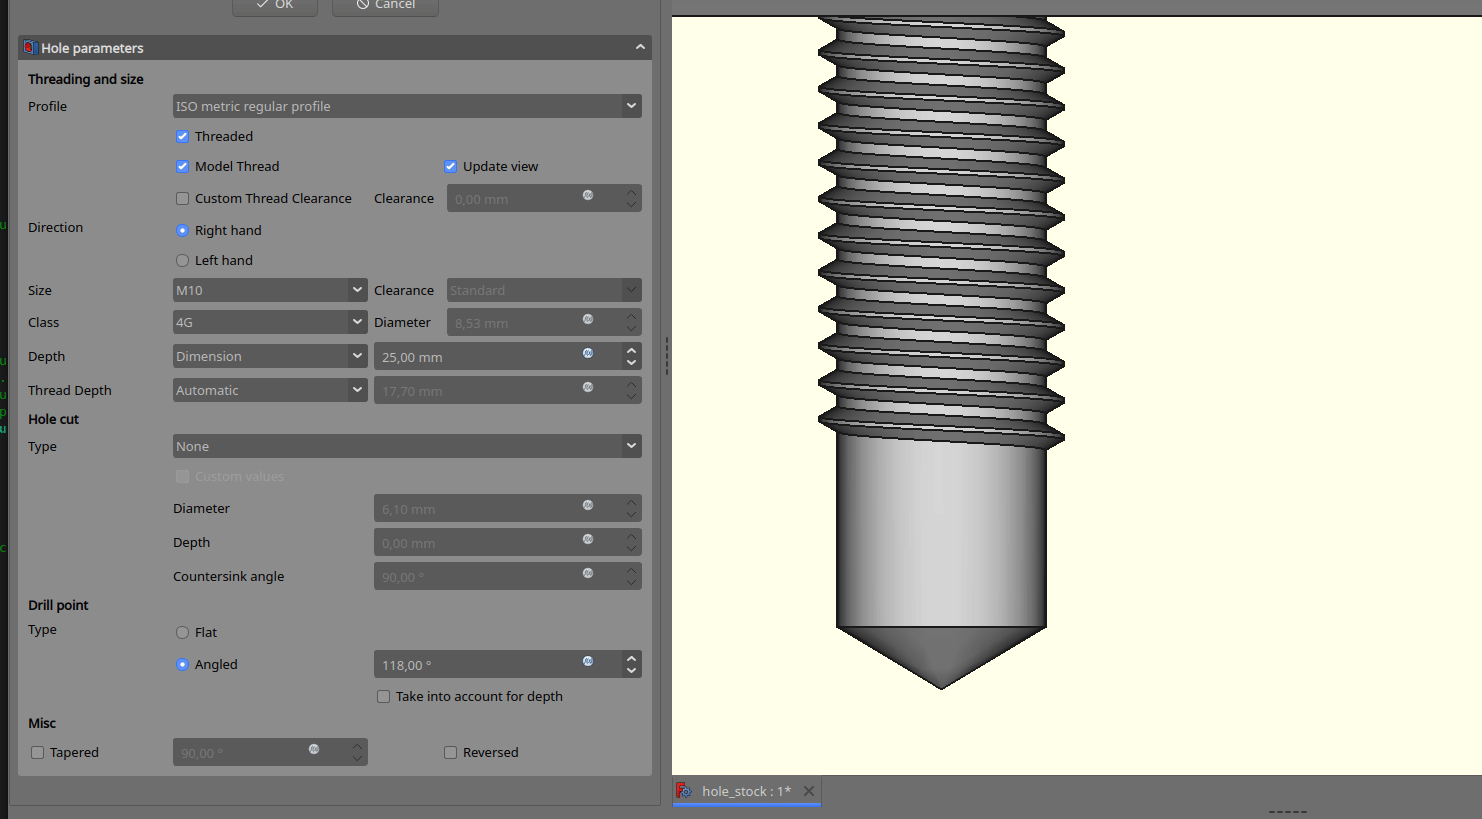 OK Cancel
Hole parameters
Threading and size
Profile ISO metric regular profile
Threaded
Model Thread Update view
Custom Thread Clearance Clearance 0,00 mm
Direction Right hand
Left hand
Size M10 Clearance Standard
Class 4G Diameter 8,53 mm
Depth Dimension 25,00 mm
Thread Depth Automatic 17,70 mm
Hole cut
Type None
Custom values
Diameter 6,10 mm
Depth 0,00 mm
Countersink angle 90,00 °
Drill point
Type Flat
Angled 118,00 °
Take into account for depth
Misc
Tapered 90,00 ° Reversed
hole_stock : 1*